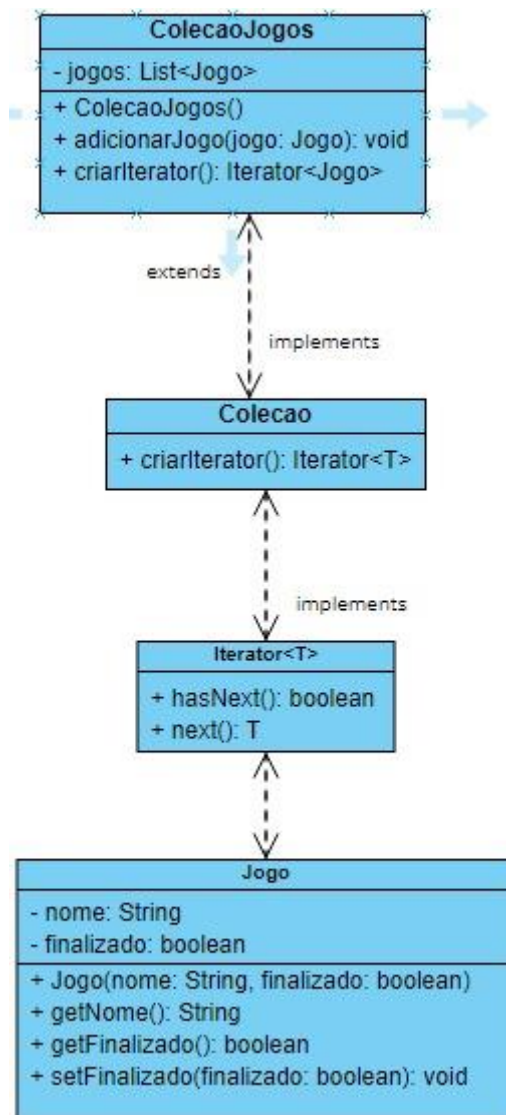 ColecaoJogos
- jogos: List<Jogo>
+ ColecaoJogos()
+ adicionarJogo(jogo: Jogo): void
+ criarIterator(): Iterator<Jogo>
extends
implements
Colecao
+ criarIterator(): Iterator<T>
implements
Iterator<T>
+ hasNext(): boolean
+ next(): T
Jogo
- nome: String
- finalizado: boolean
+ Jogo(nome: String, finalizado: boolean)
+ getNome(): String
+ getFinalizado(): boolean
+ setFinalizado(finalizado: boolean): void